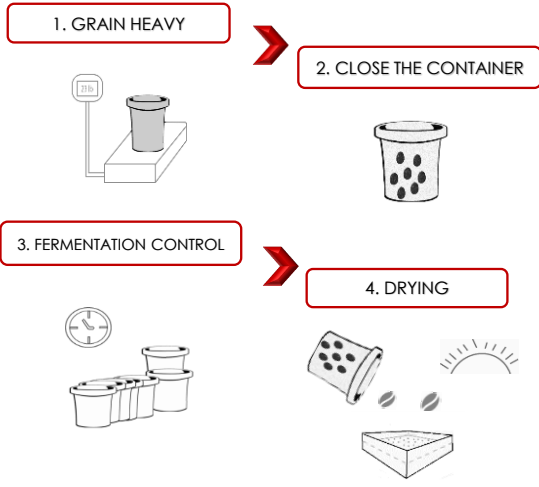 1. GRAIN HEAVY
2. CLOSE THE CONTAINER
3. FERMENTATION CONTROL
4. DRYING